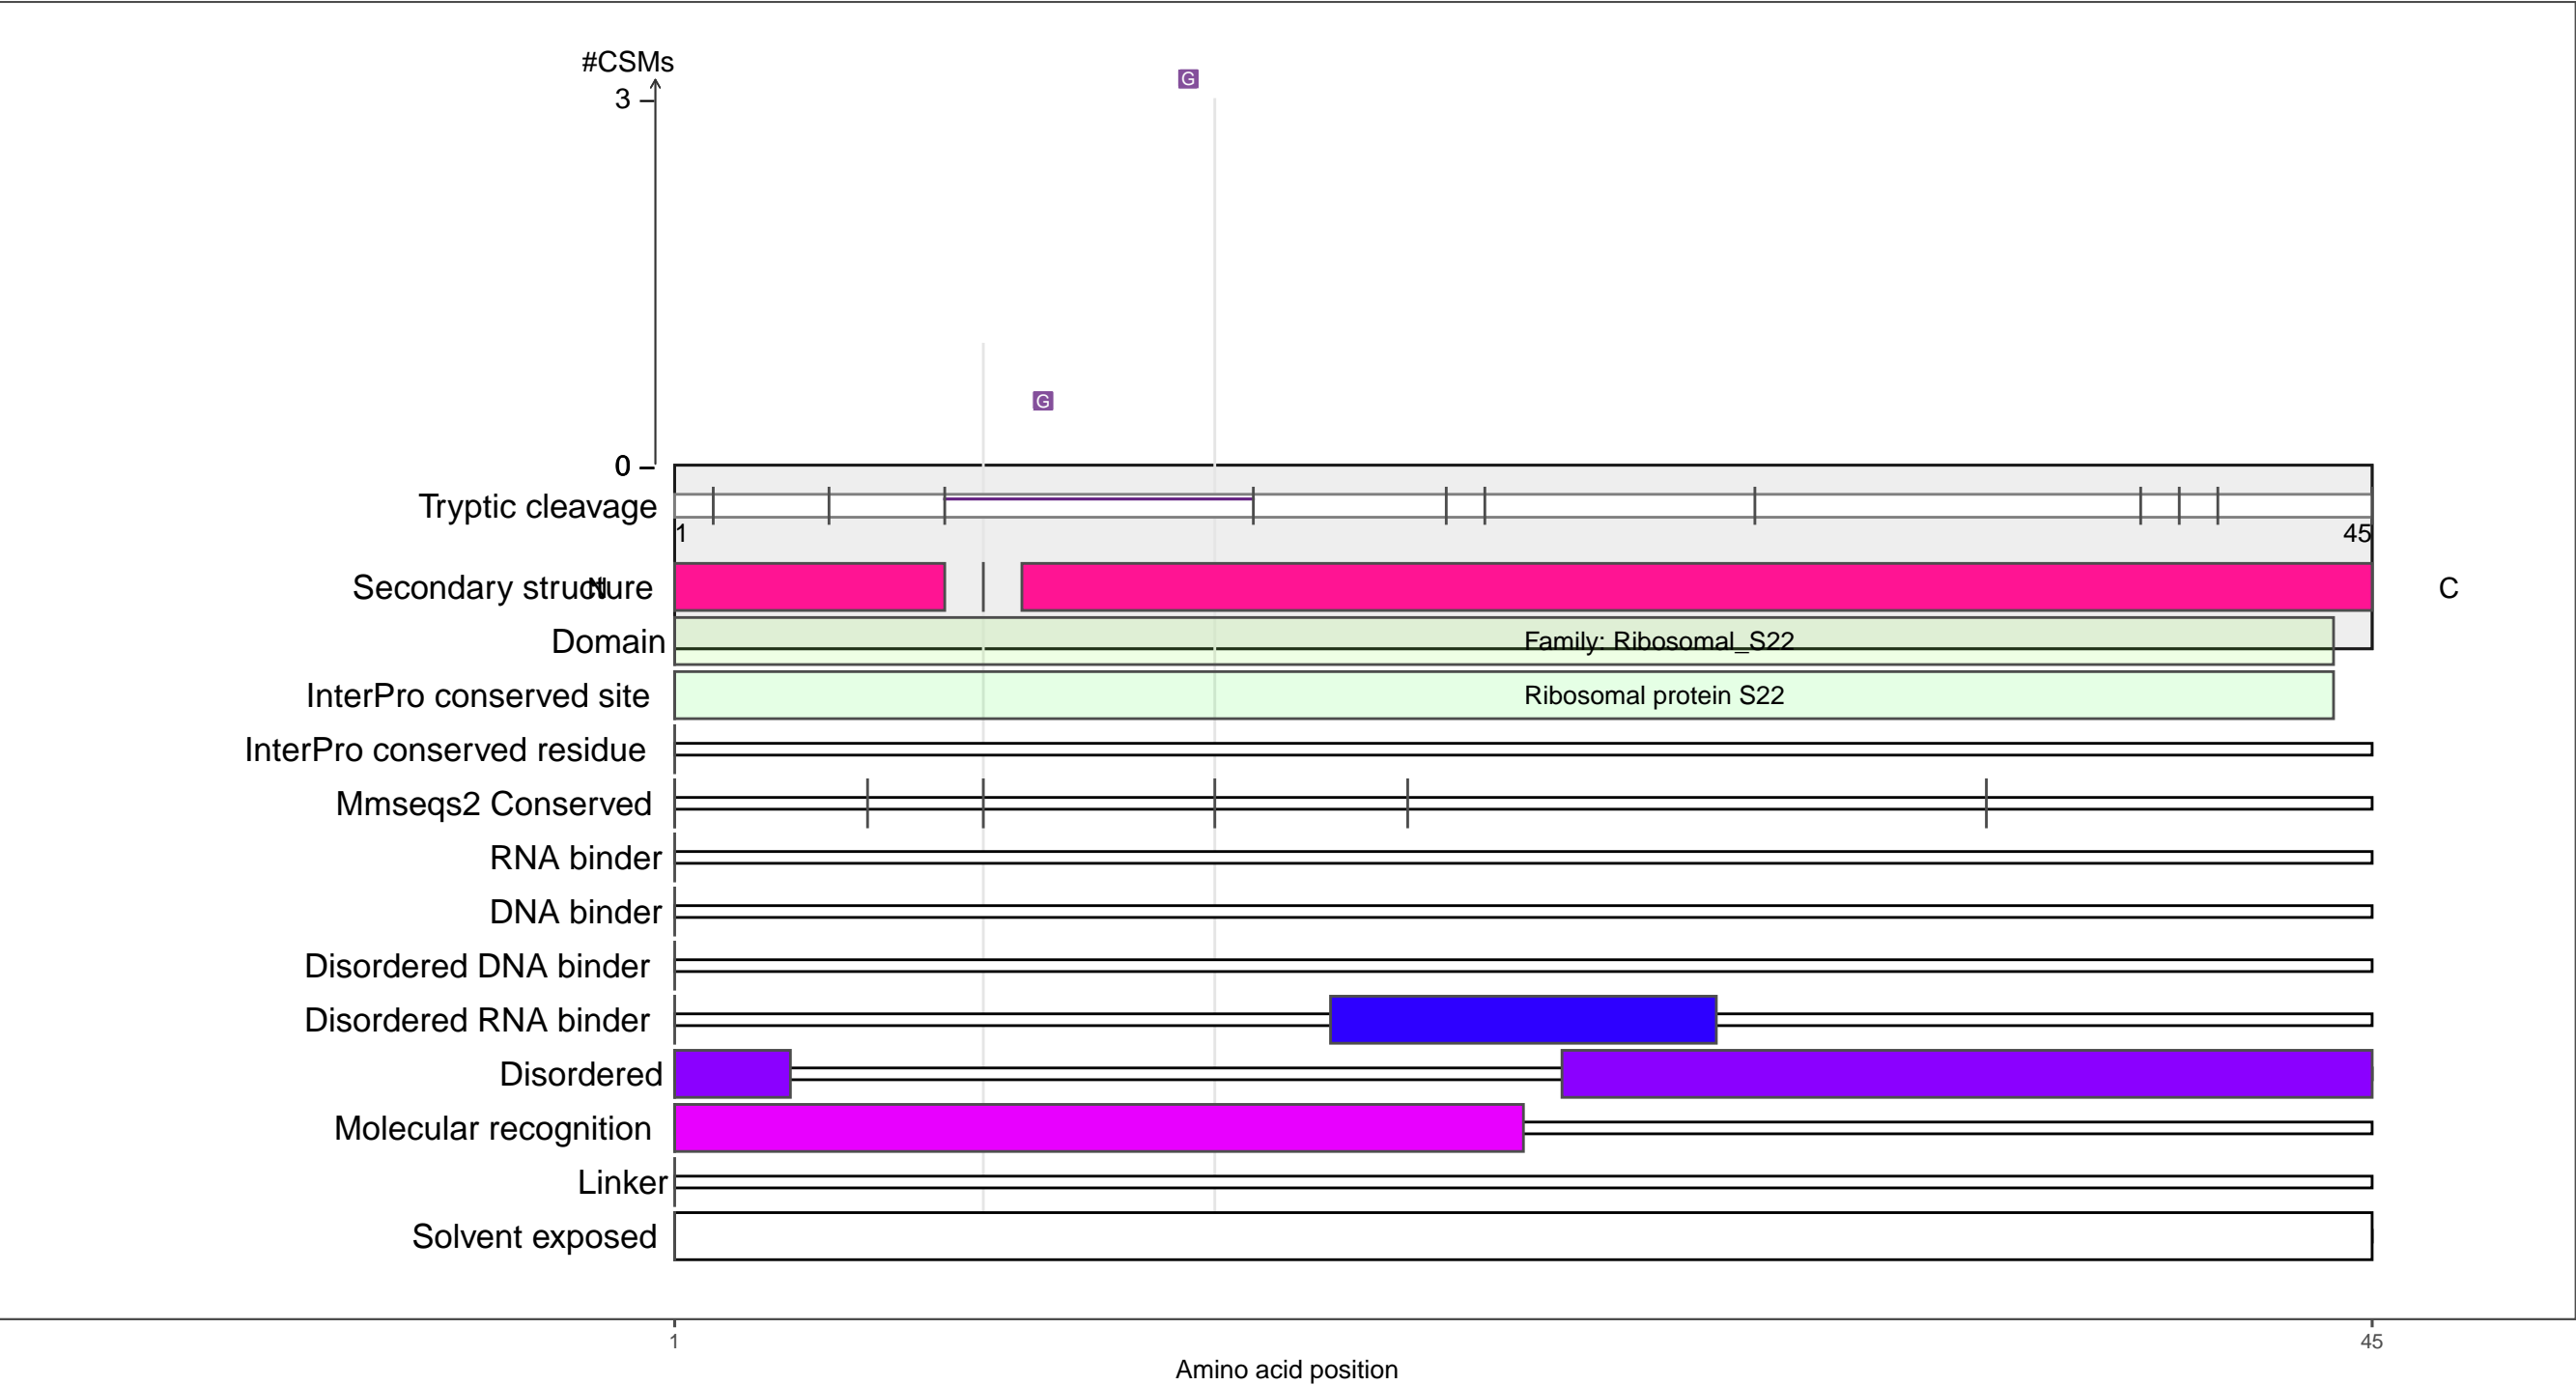 #CSMs
G
3
G
0
Tryptic cleavage
1
45
Secondary structure
N
C
Domain
Family: Ribosomal_S22
InterPro conserved site
Ribosomal protein S22
InterPro conserved residue
Mmseqs2 Conserved
RNA binder
DNA binder
Disordered DNA binder
Disordered RNA binder
Disordered
Molecular recognition
Linker
Solvent exposed
1
45
Amino acid position